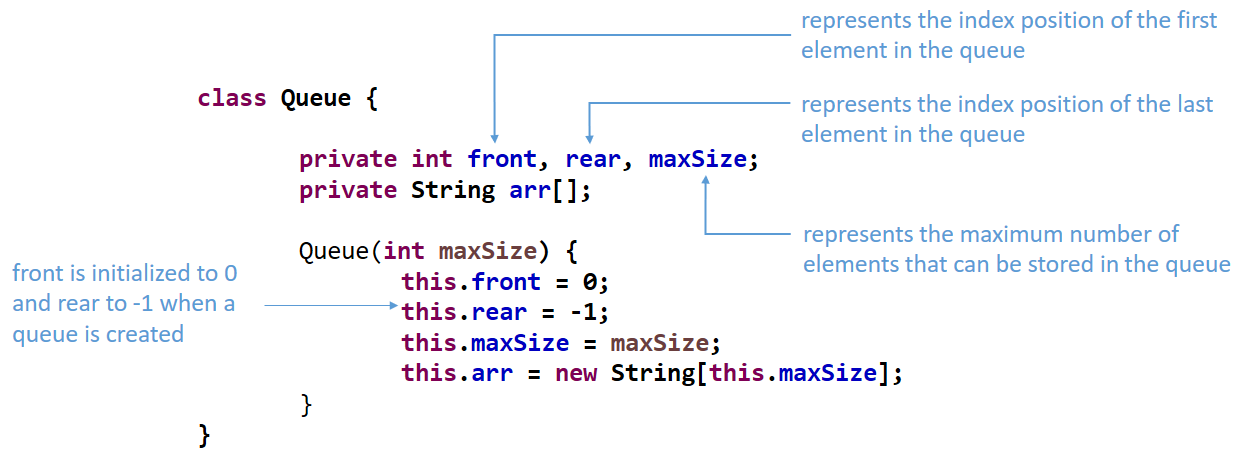 represents the index position of the first
element in the queue
class Queue {
represents the index position of the last
element in the queue
private int front, rear, maxSize;
private String arr[];
represents the maximum number of
elements that can be stored in the queue
Queue(int maxSize) {
front is initialized to 0
and rear to -1 when a
queue is created
this.front = 0;
this.rear = -1;
this.maxSize = maxSize;
this.arr = new String[this.maxSize];
}
}